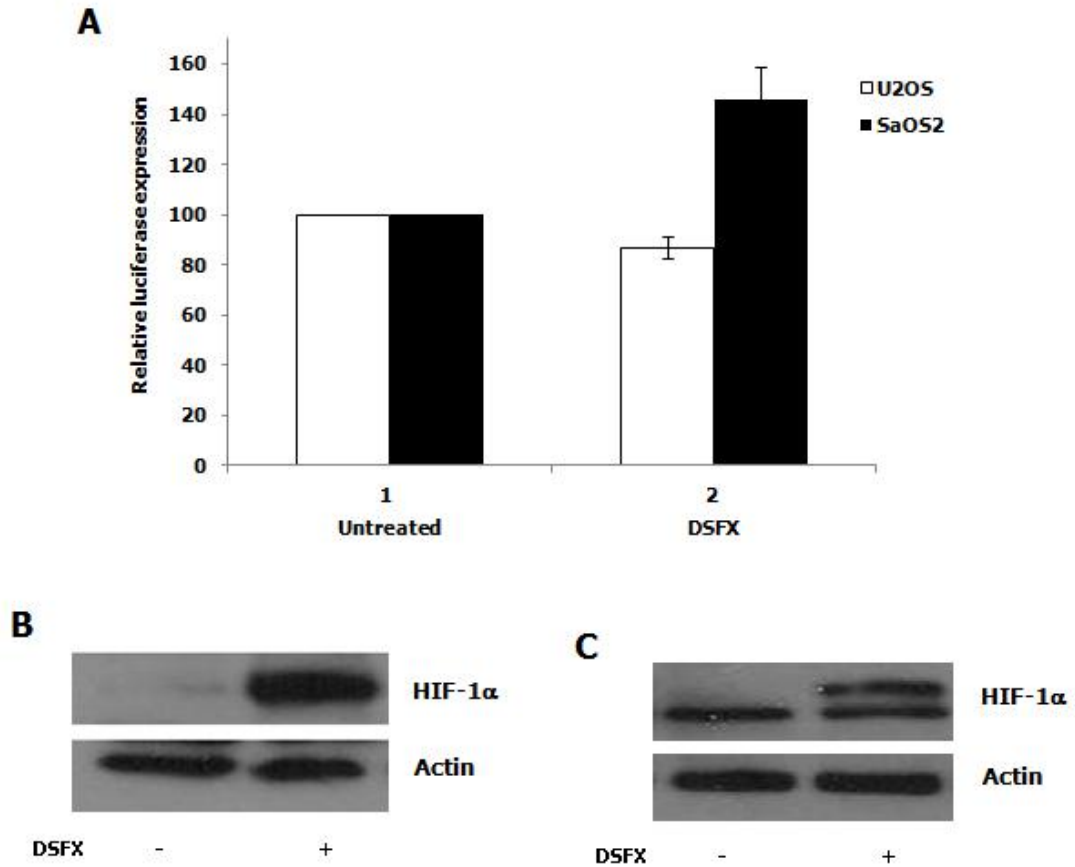 A
Relative luciferase expression
160
140
120
100
80
60
40
20
0
U2OS
SaOS2
1
2
Untreated
DSFX
B
HIF-1α
Actin
DSFX - +
C
HIF-1α
Actin
DSFX - +